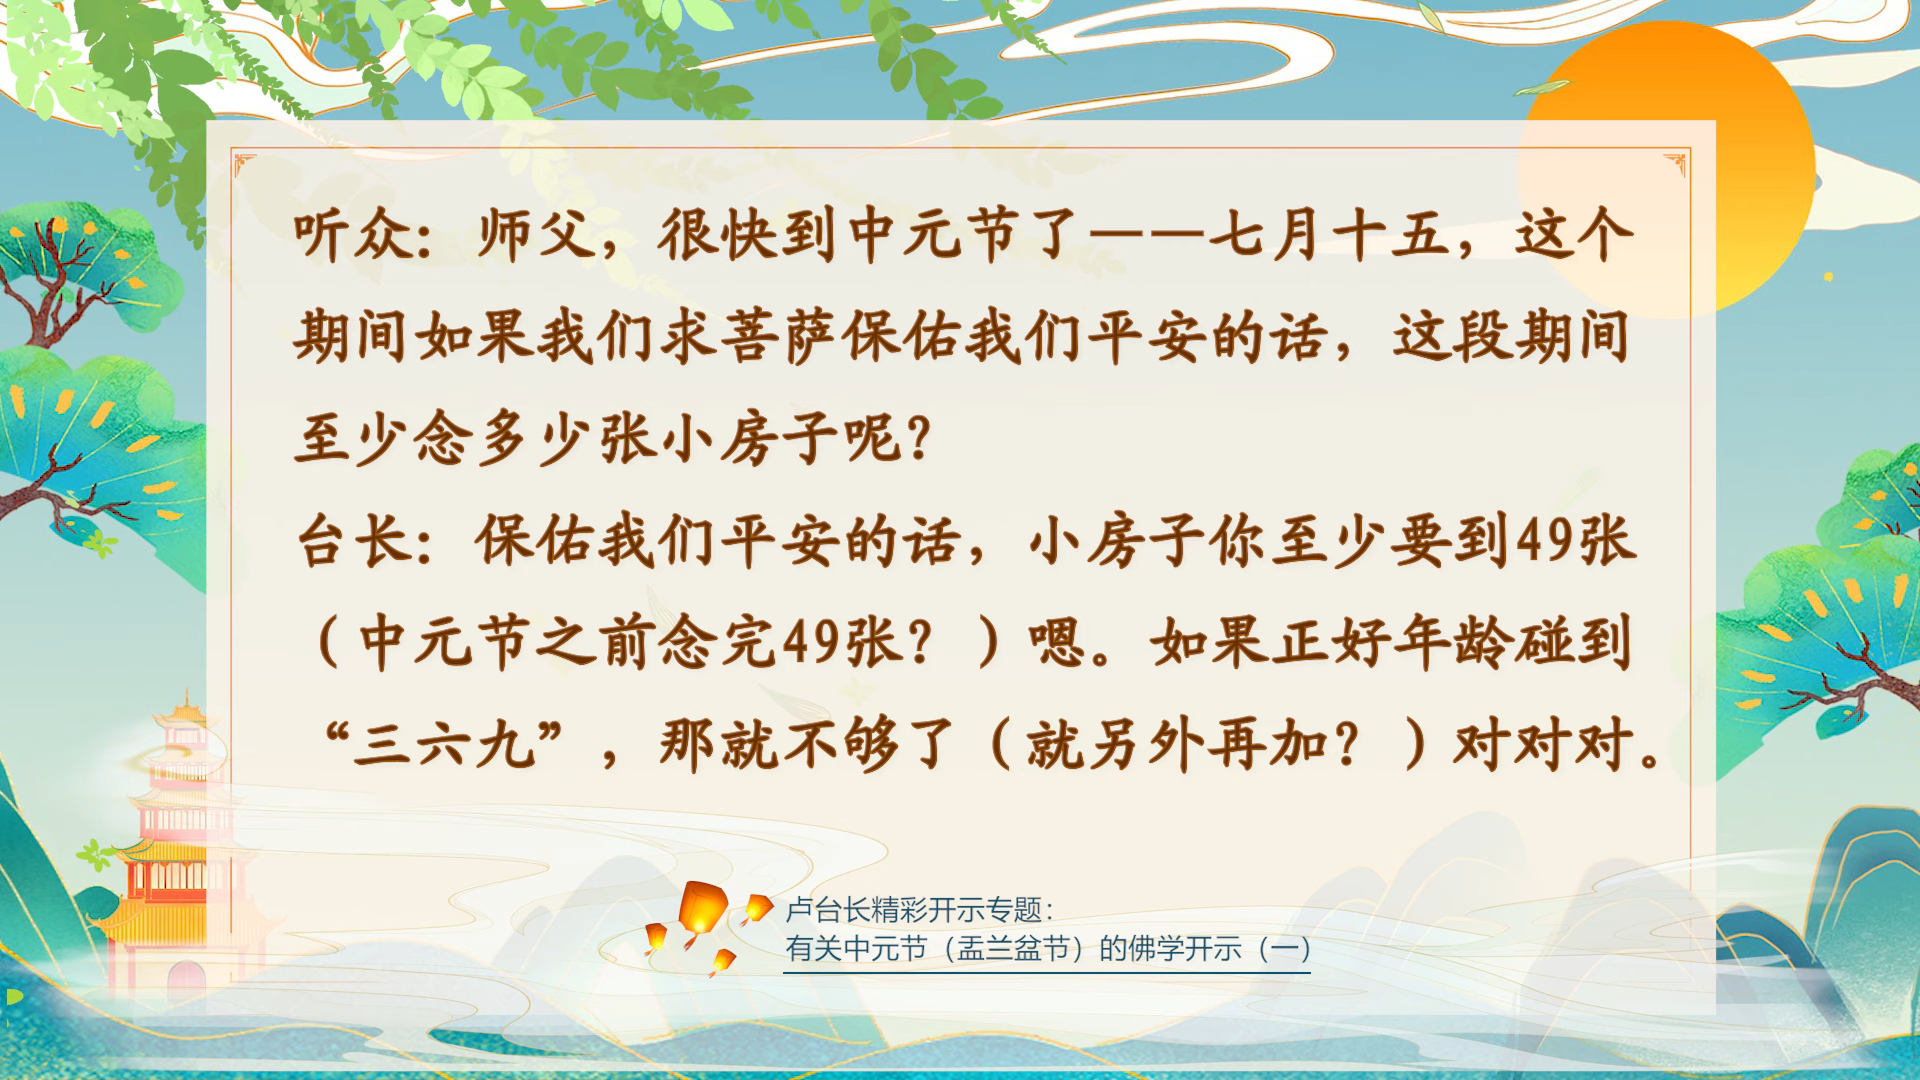 听众：师父，很快到中元节了——七月十五，这个
期间如果我们求菩萨保佑我们平安的话，这段期间
至少念多少张小房子呢？
台长：保佑我们平安的话，小房子你至少要到49张
（中元节之前念完49张？）嗯。如果正好年龄碰到
“三六九”，那就不够了（就另外再加？）对对对。
卢台长精彩开示专题：
有关中元节（盂兰盆节）的佛学开示（一）